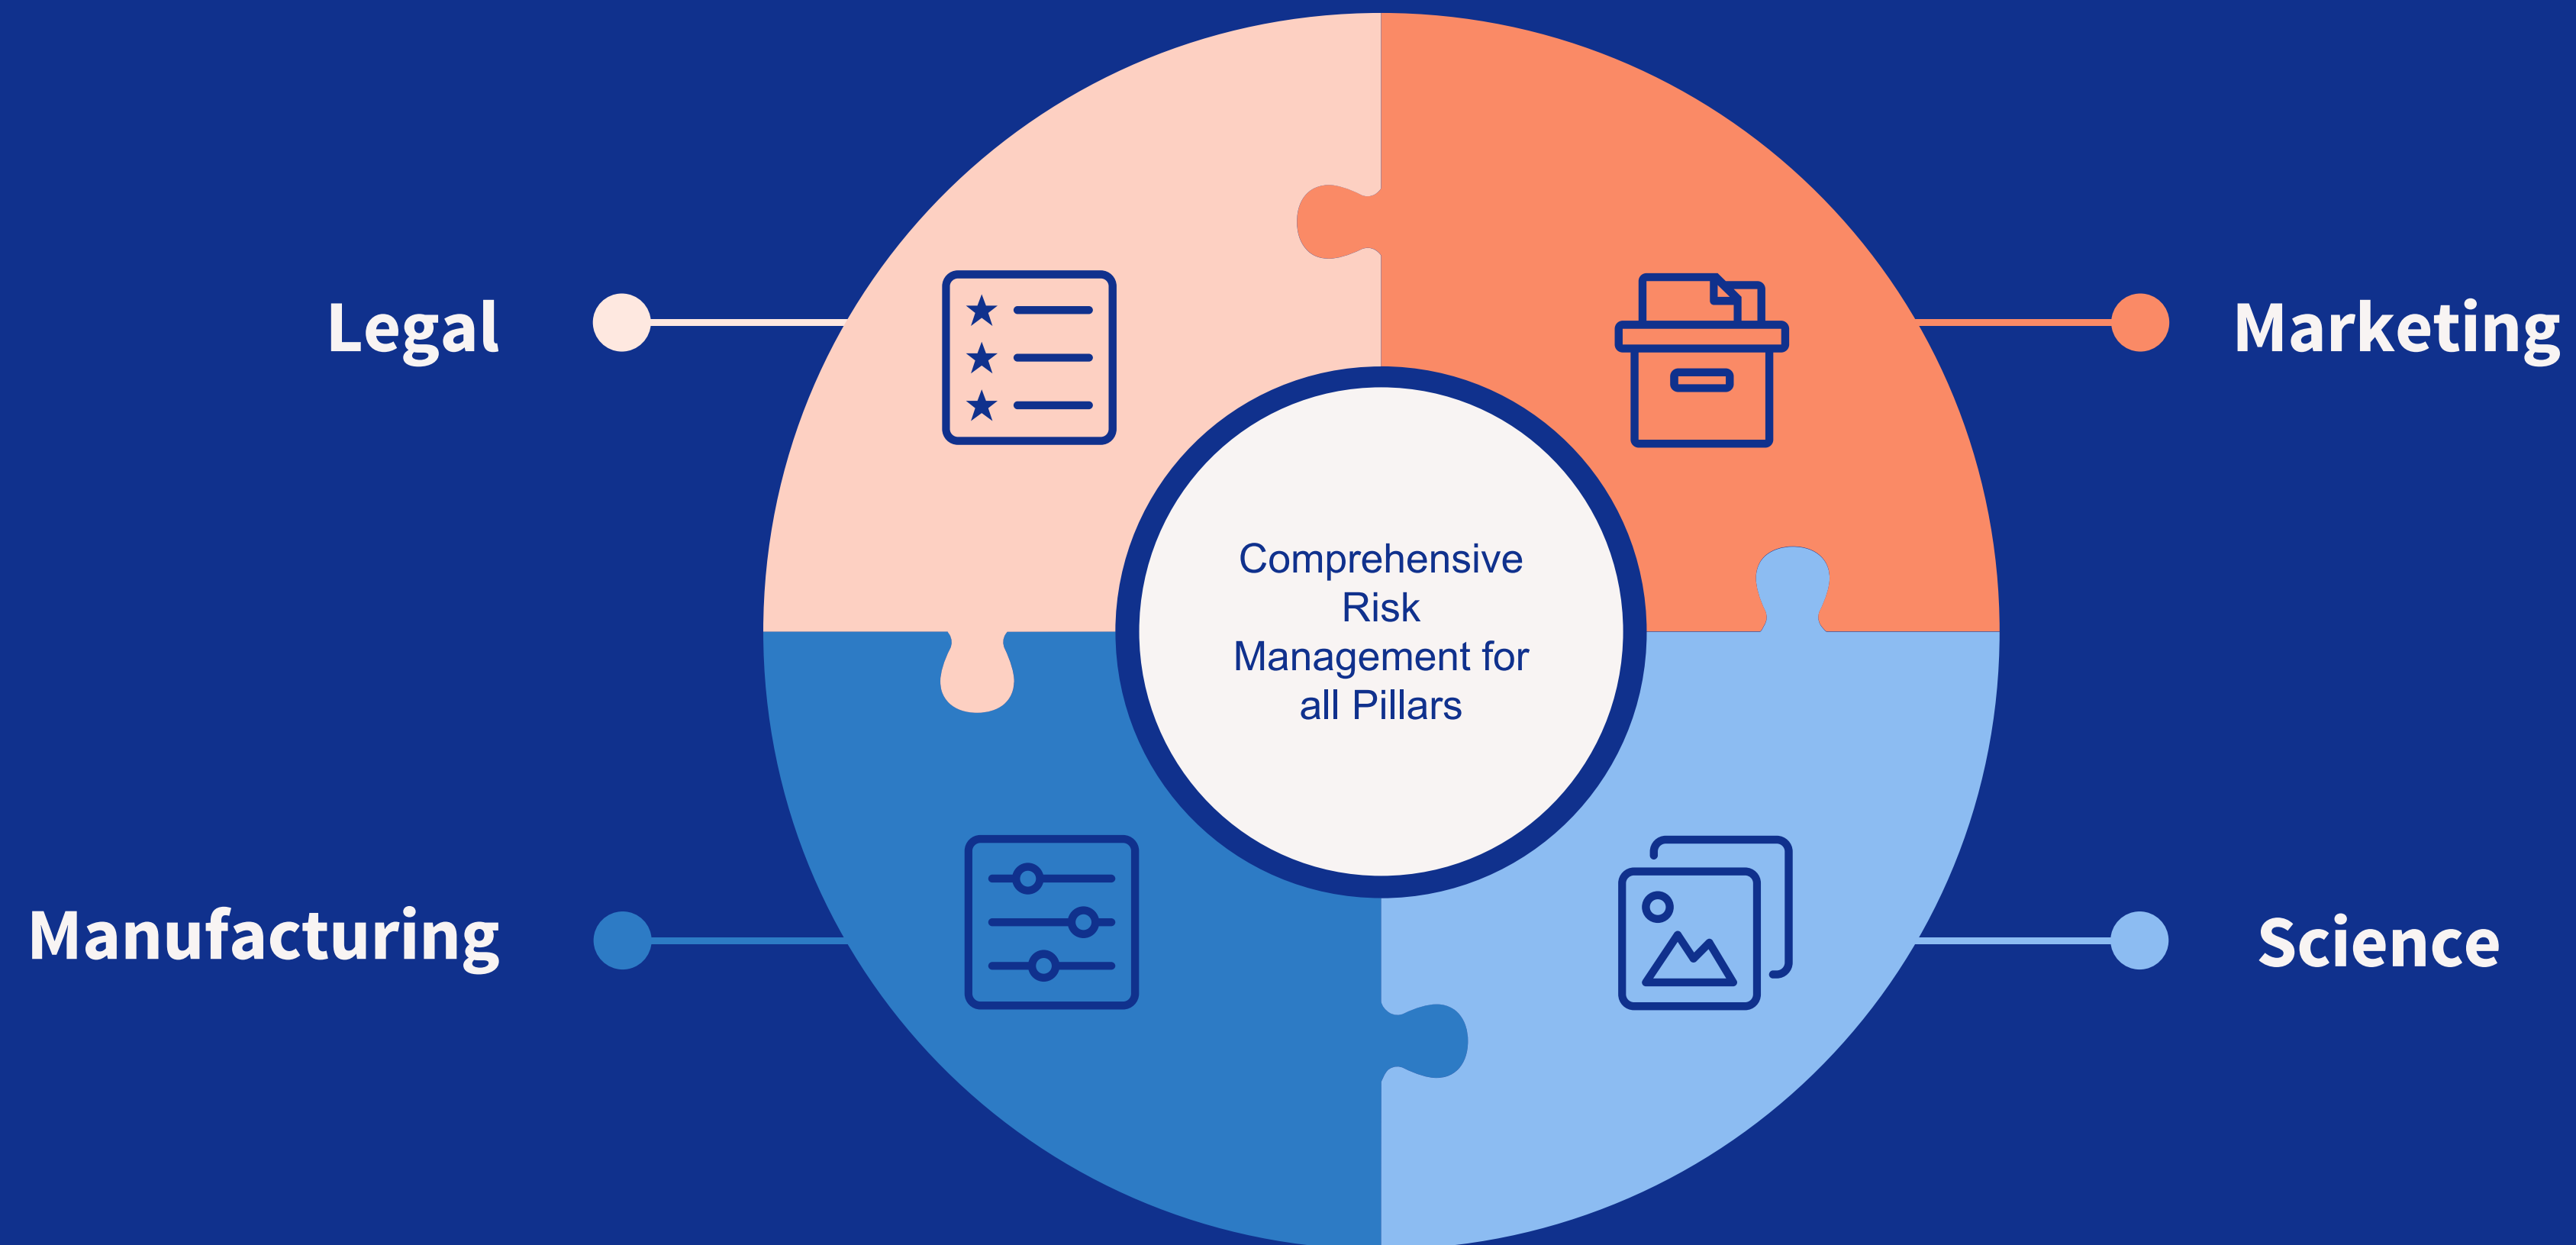 Legal
Marketing
Comprehensive
Risk
Management for
all Pillars
Manufacturing
Science